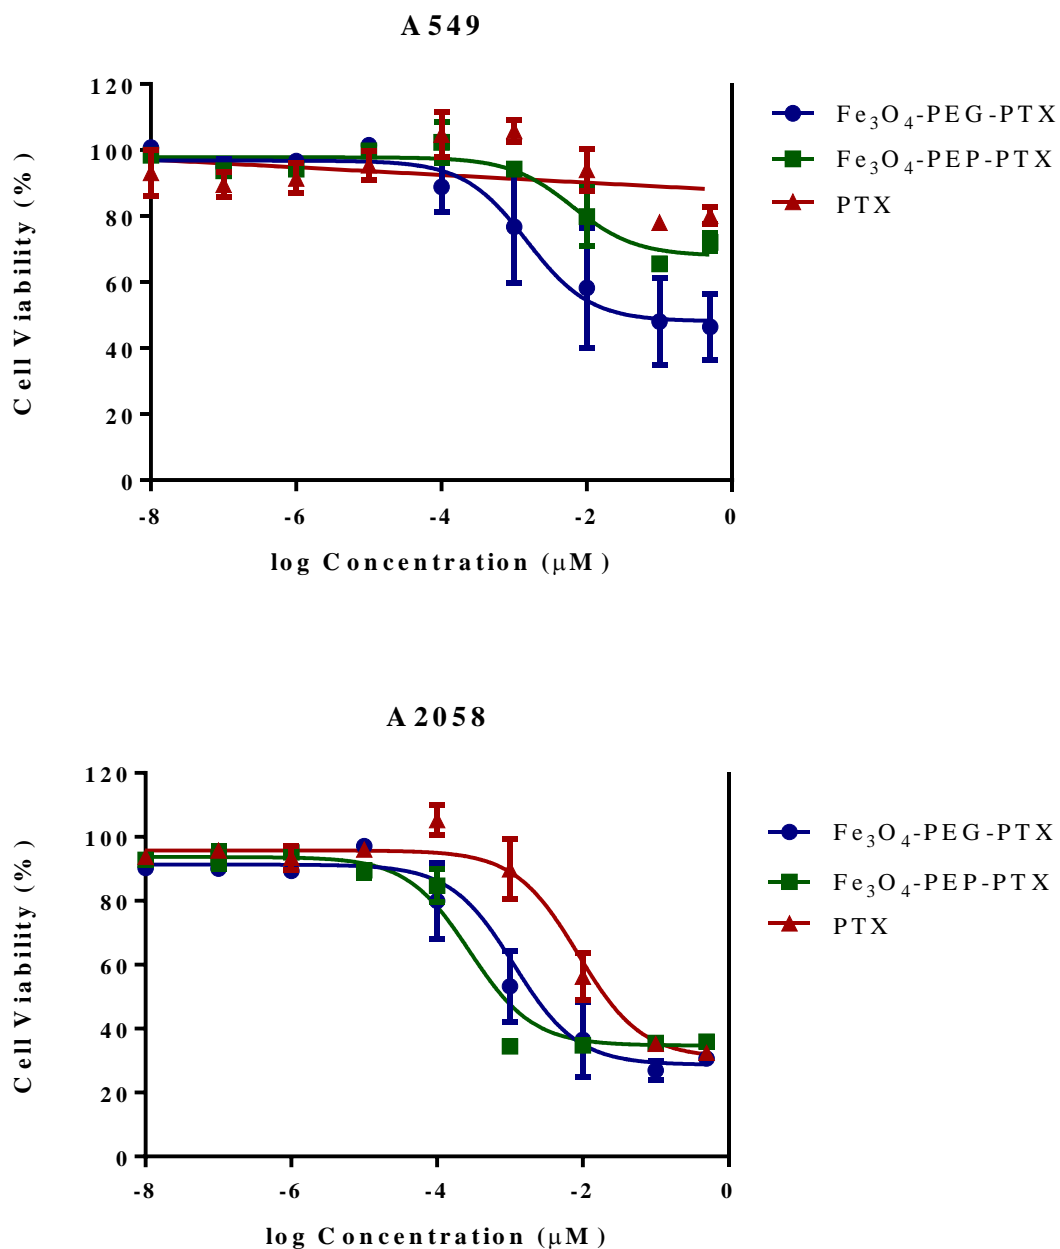 A549
120
100
80
60
40
20
0
-8 -6 -4 -2 0
Cell Viability (%)
log Concentration (μM)
Fe3O4-PEG-PTX
Fe3O4-PEP-PTX
PTX
A2058
120
100
80
60
40
20
0
-8 -6 -4 -2 0
Cell Viability (%)
log Concentration (μM)
Fe3O4-PEG-PTX
Fe3O4-PEP-PTX
PTX